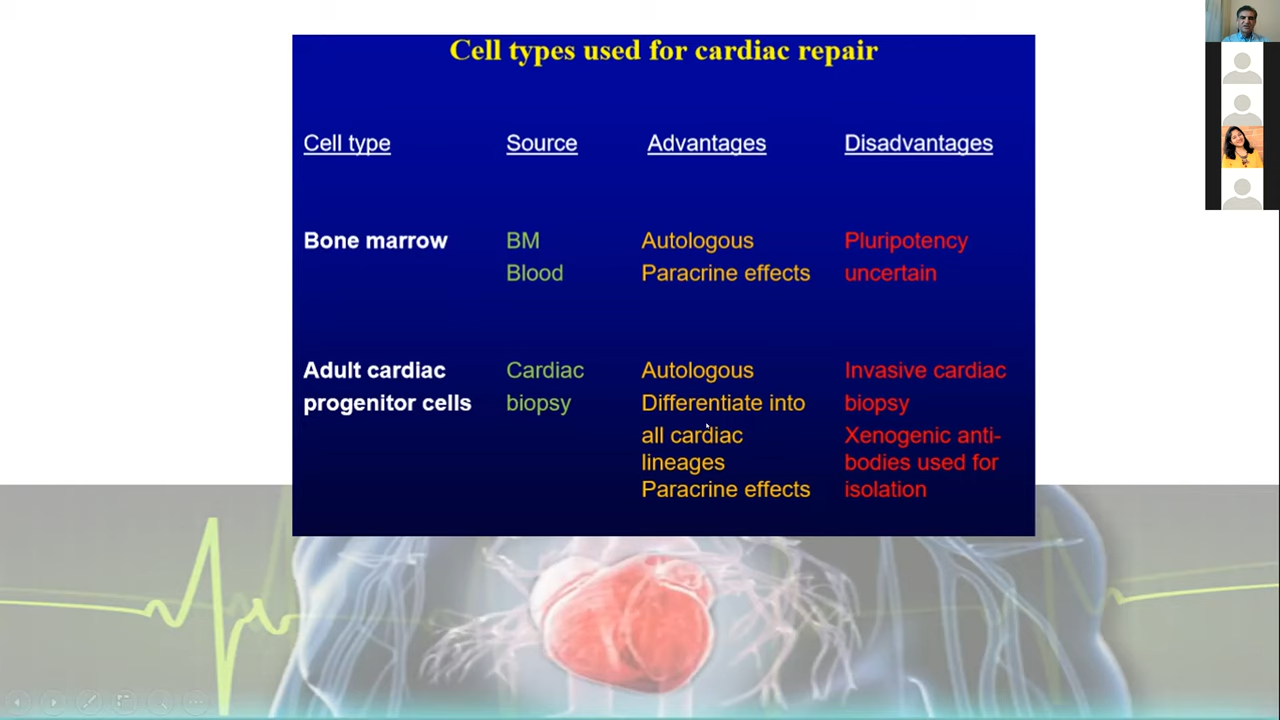 Cell types used for cardiac repair
Cell type Source Advantages Disadvantages
Bone marrow BM Autologous Pluripotency
Blood Paracrine effects uncertain
Adult cardiac Cardiac Autologous Invasive cardiac
progenitor cells biopsy Differentiate into biopsy
all cardiac Xenogenic anti-
lineages bodies used for
Paracrine effects isolation